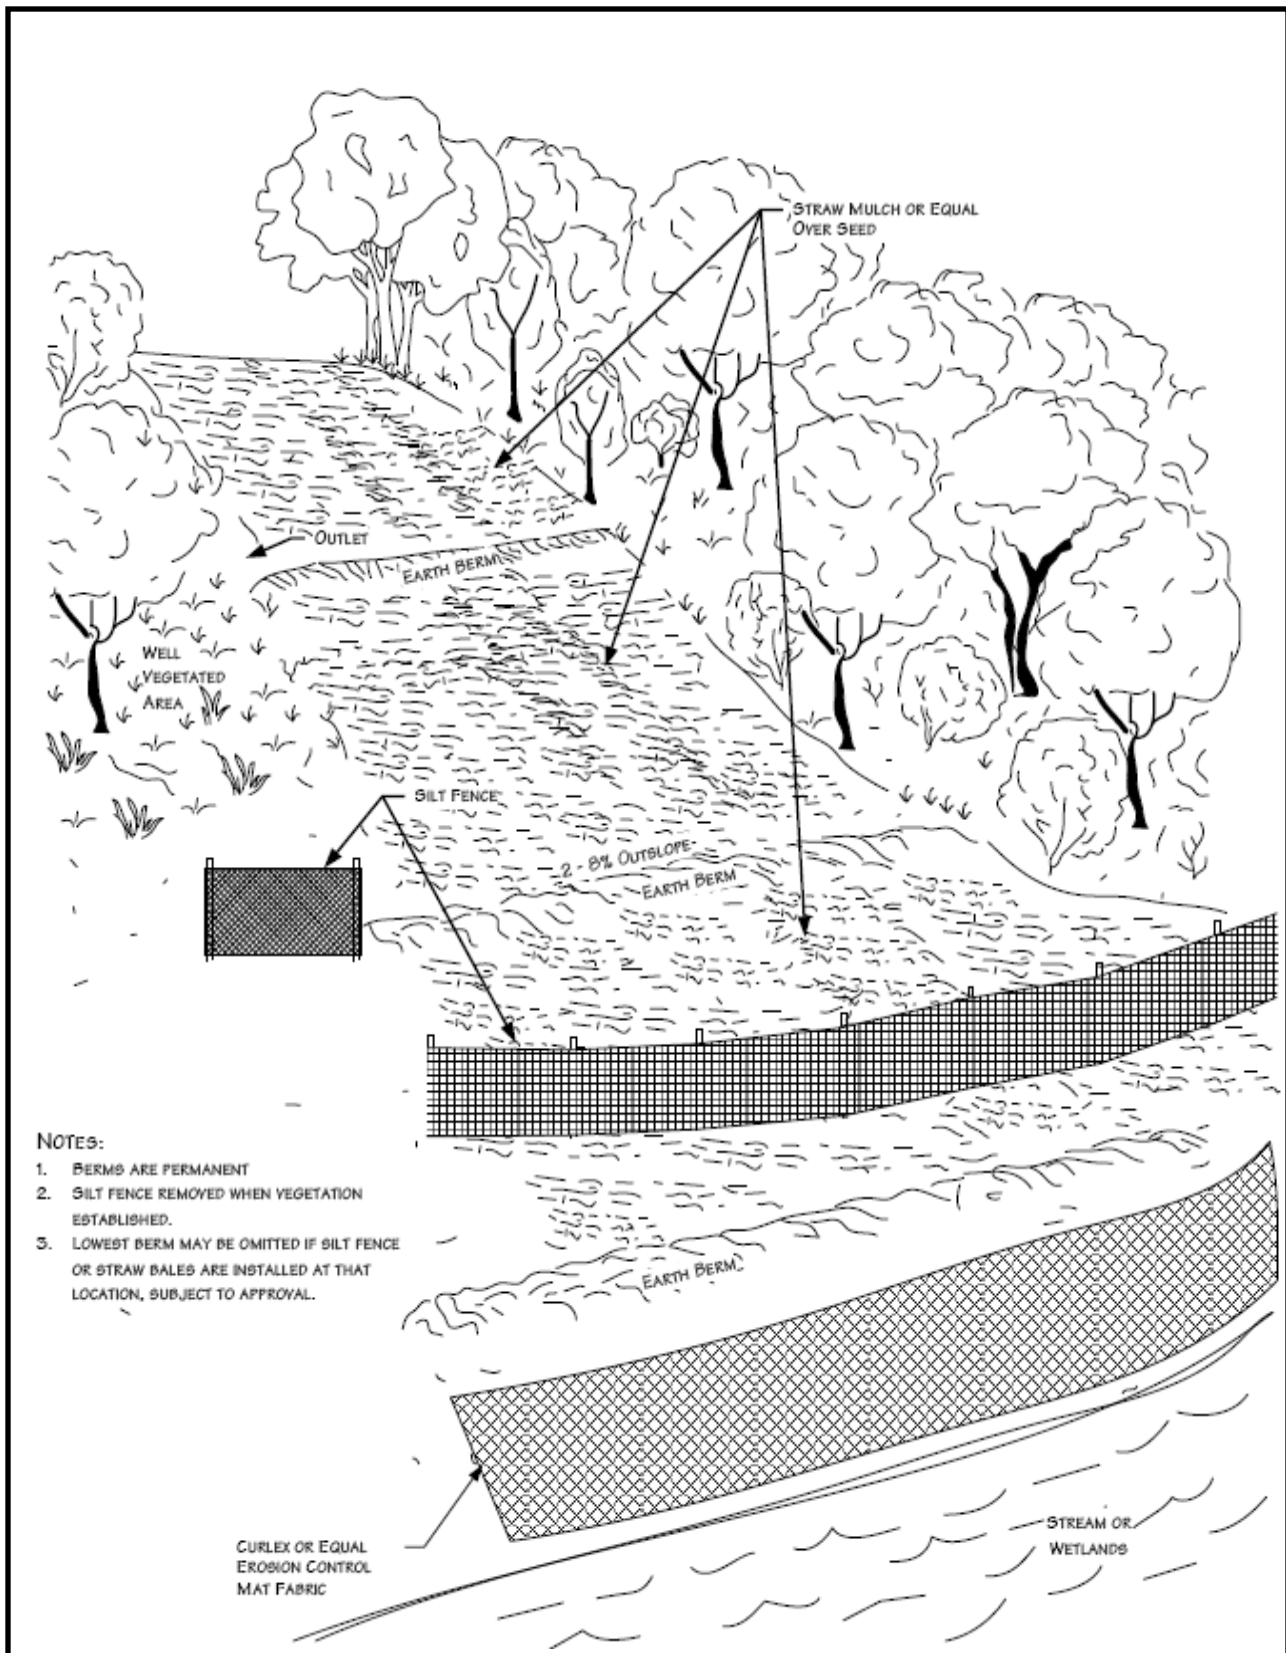 STRAW MULCH OR EQUAL
OVER SEED
OUTLET
EARTH BERM
WELL
VEGETATED
AREA
SILT FENCE
2 - 8% OUTSLOPE
EARTH BERM
NOTES:
1. BERMS ARE PERMANENT
2. SILT FENCE REMOVED WHEN VEGETATION
ESTABLISHED.
3. LOWEST BERM MAY BE OMITTED IF SILT FENCE
OR STRAW BALES ARE INSTALLED AT THAT
LOCATION, SUBJECT TO APPROVAL.
EARTH BERM
CURLEX OR EQUAL
EROSION CONTROL
MAT FABRIC
STREAM OR
WETLANDS